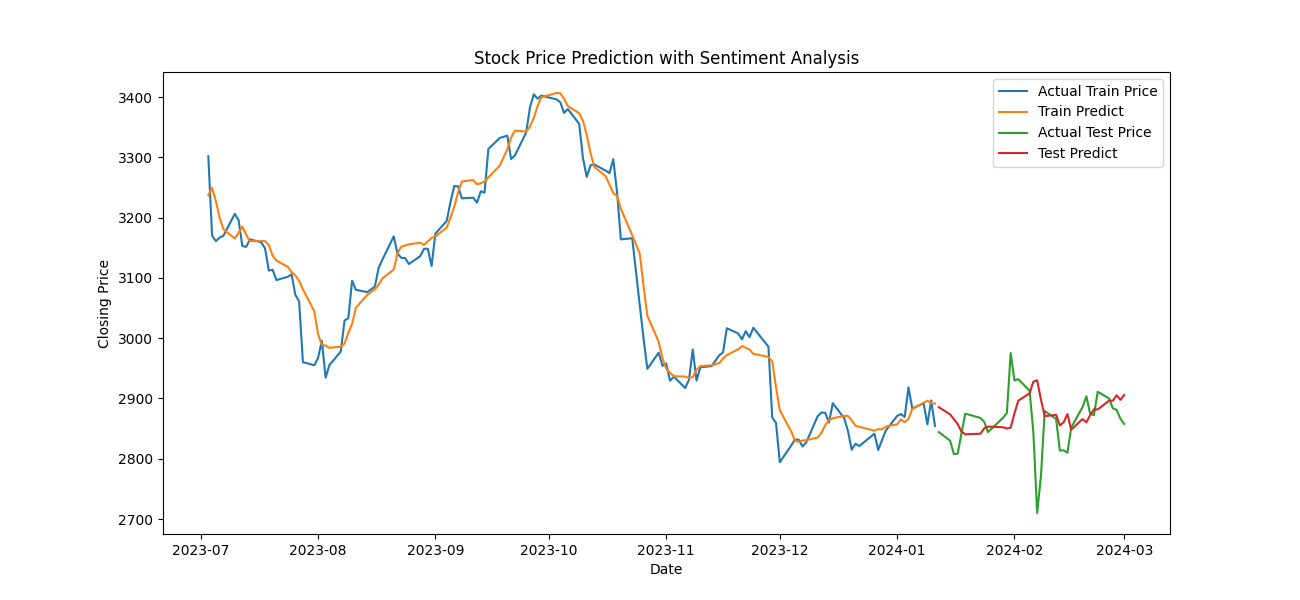 Stock Price Prediction with Sentiment Analysis
Actual Train Price
Train Predict
Actual Test Price
Test Predict
Closing Price
3400
3300
3200
3100
3000
2900
2800
2700
2023-07 2023-08 2023-09 2023-10 2023-11 2023-12 2024-01 2024-02 2024-03
Date